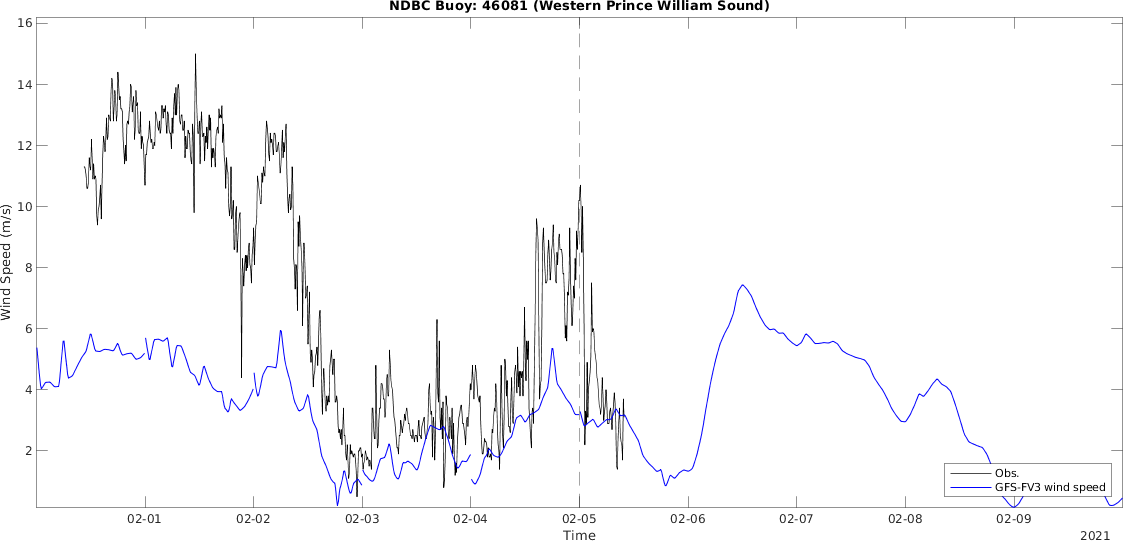 NDBC Buoy: 46081 (Western Prince William Sound)
16
14
12
10
8
6
4
2
Wind Speed (m/s)
Obs.
GFS-FV3 wind speed
02-01 02-02 02-03 02-04 02-05 02-06 02-07 02-08 02-09
Time
2021